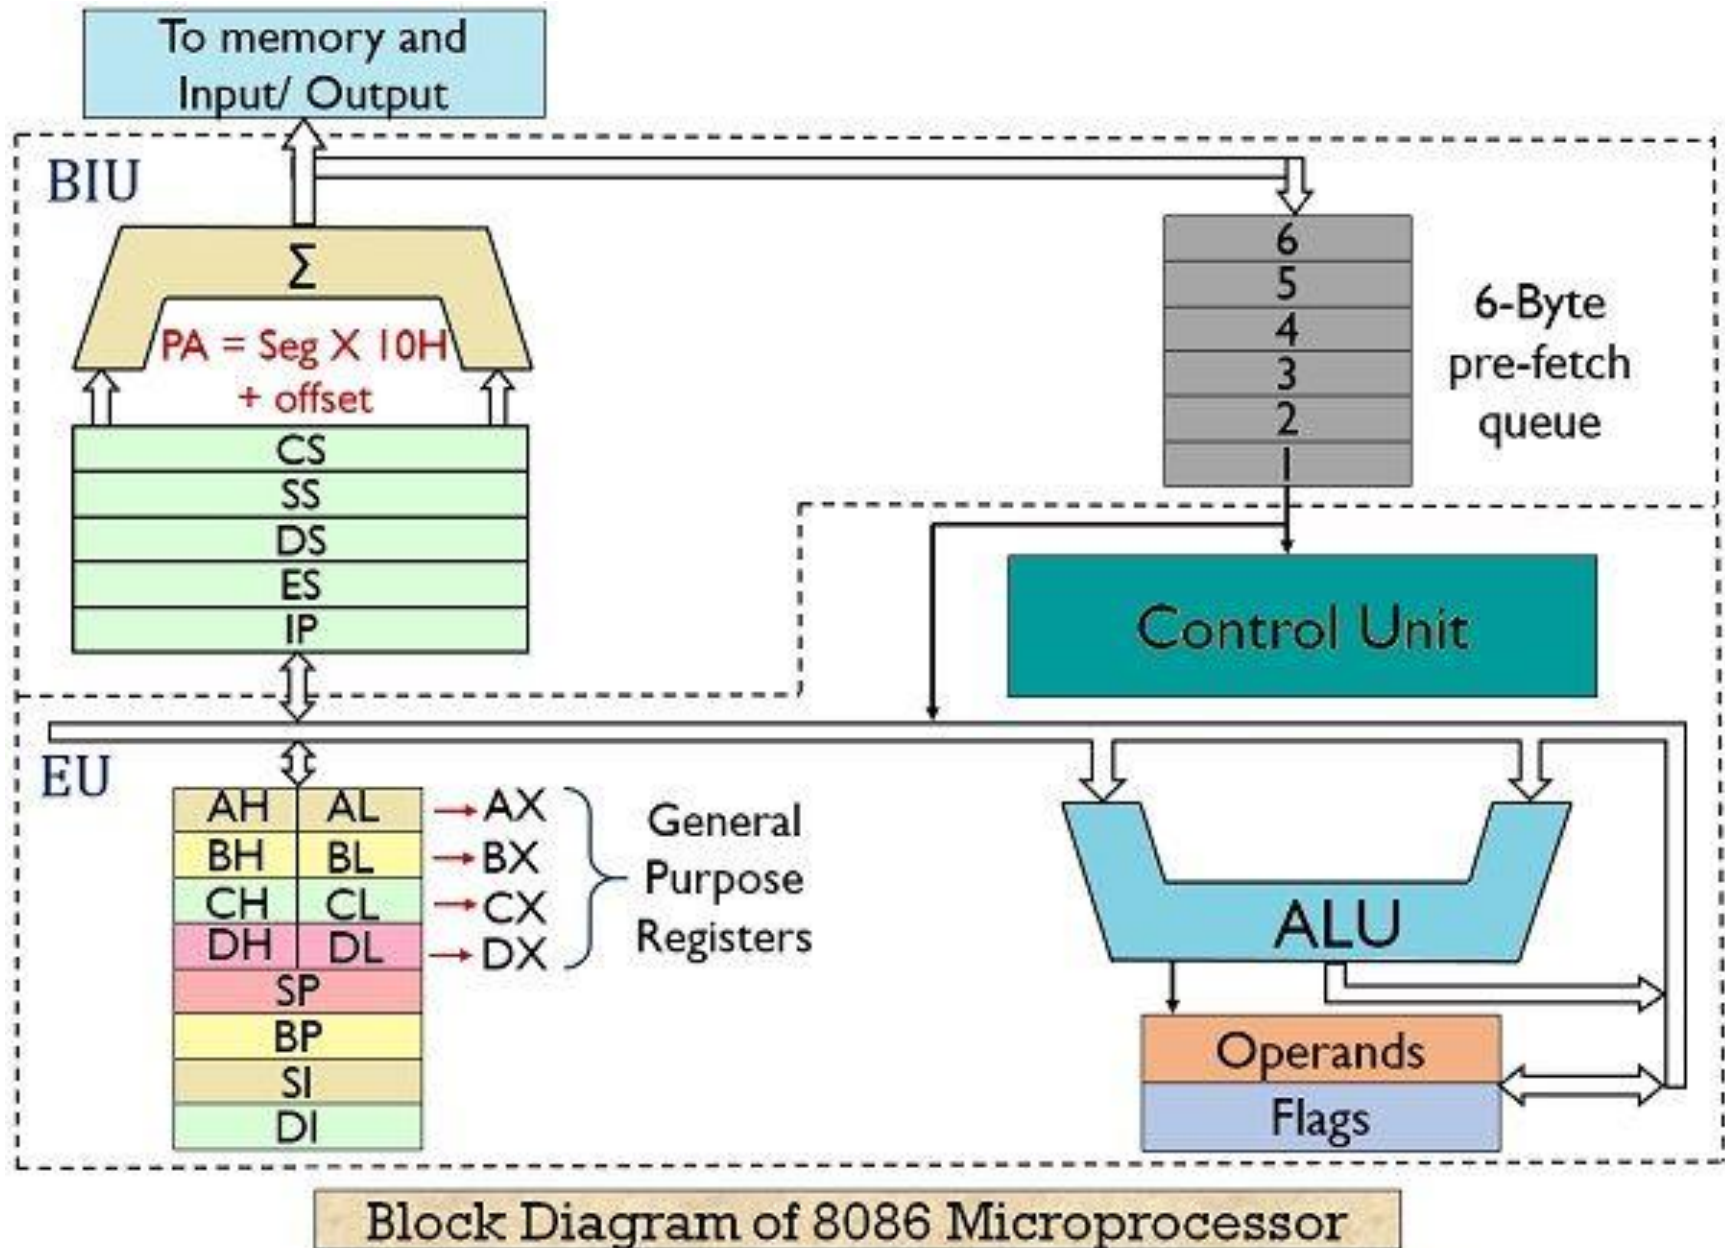 To memory and
Input/ Output
BIU
Σ
PA = Seg X 10H
+ offset
CS
SS
DS
ES
IP
6
5
4
3
2
1
6-Byte
pre-fetch
queue
Control Unit
EU
AH AL AX
BH BL BX
CH CL CX
DH DL DX
SP
BP
SI
DI
General
Purpose
Registers
ALU
Operands
Flags
Block Diagram of 8086 Microprocessor